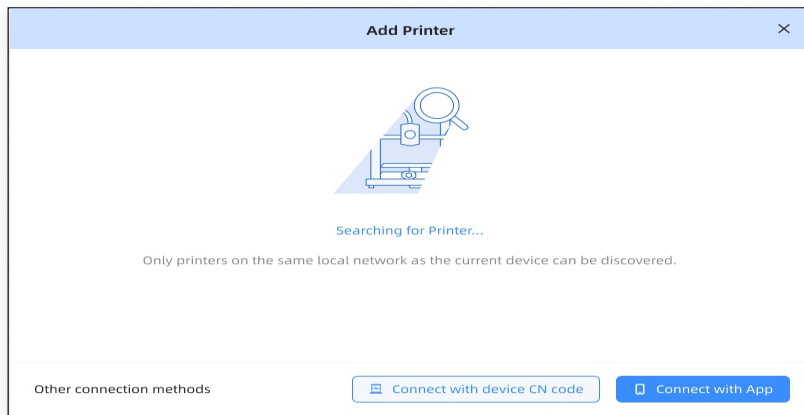 Add Printer
Searching for Printer...
Only printers on the same local network as the current device can be discovered.
Other connection methods
Connect with device CN code
Connect with App